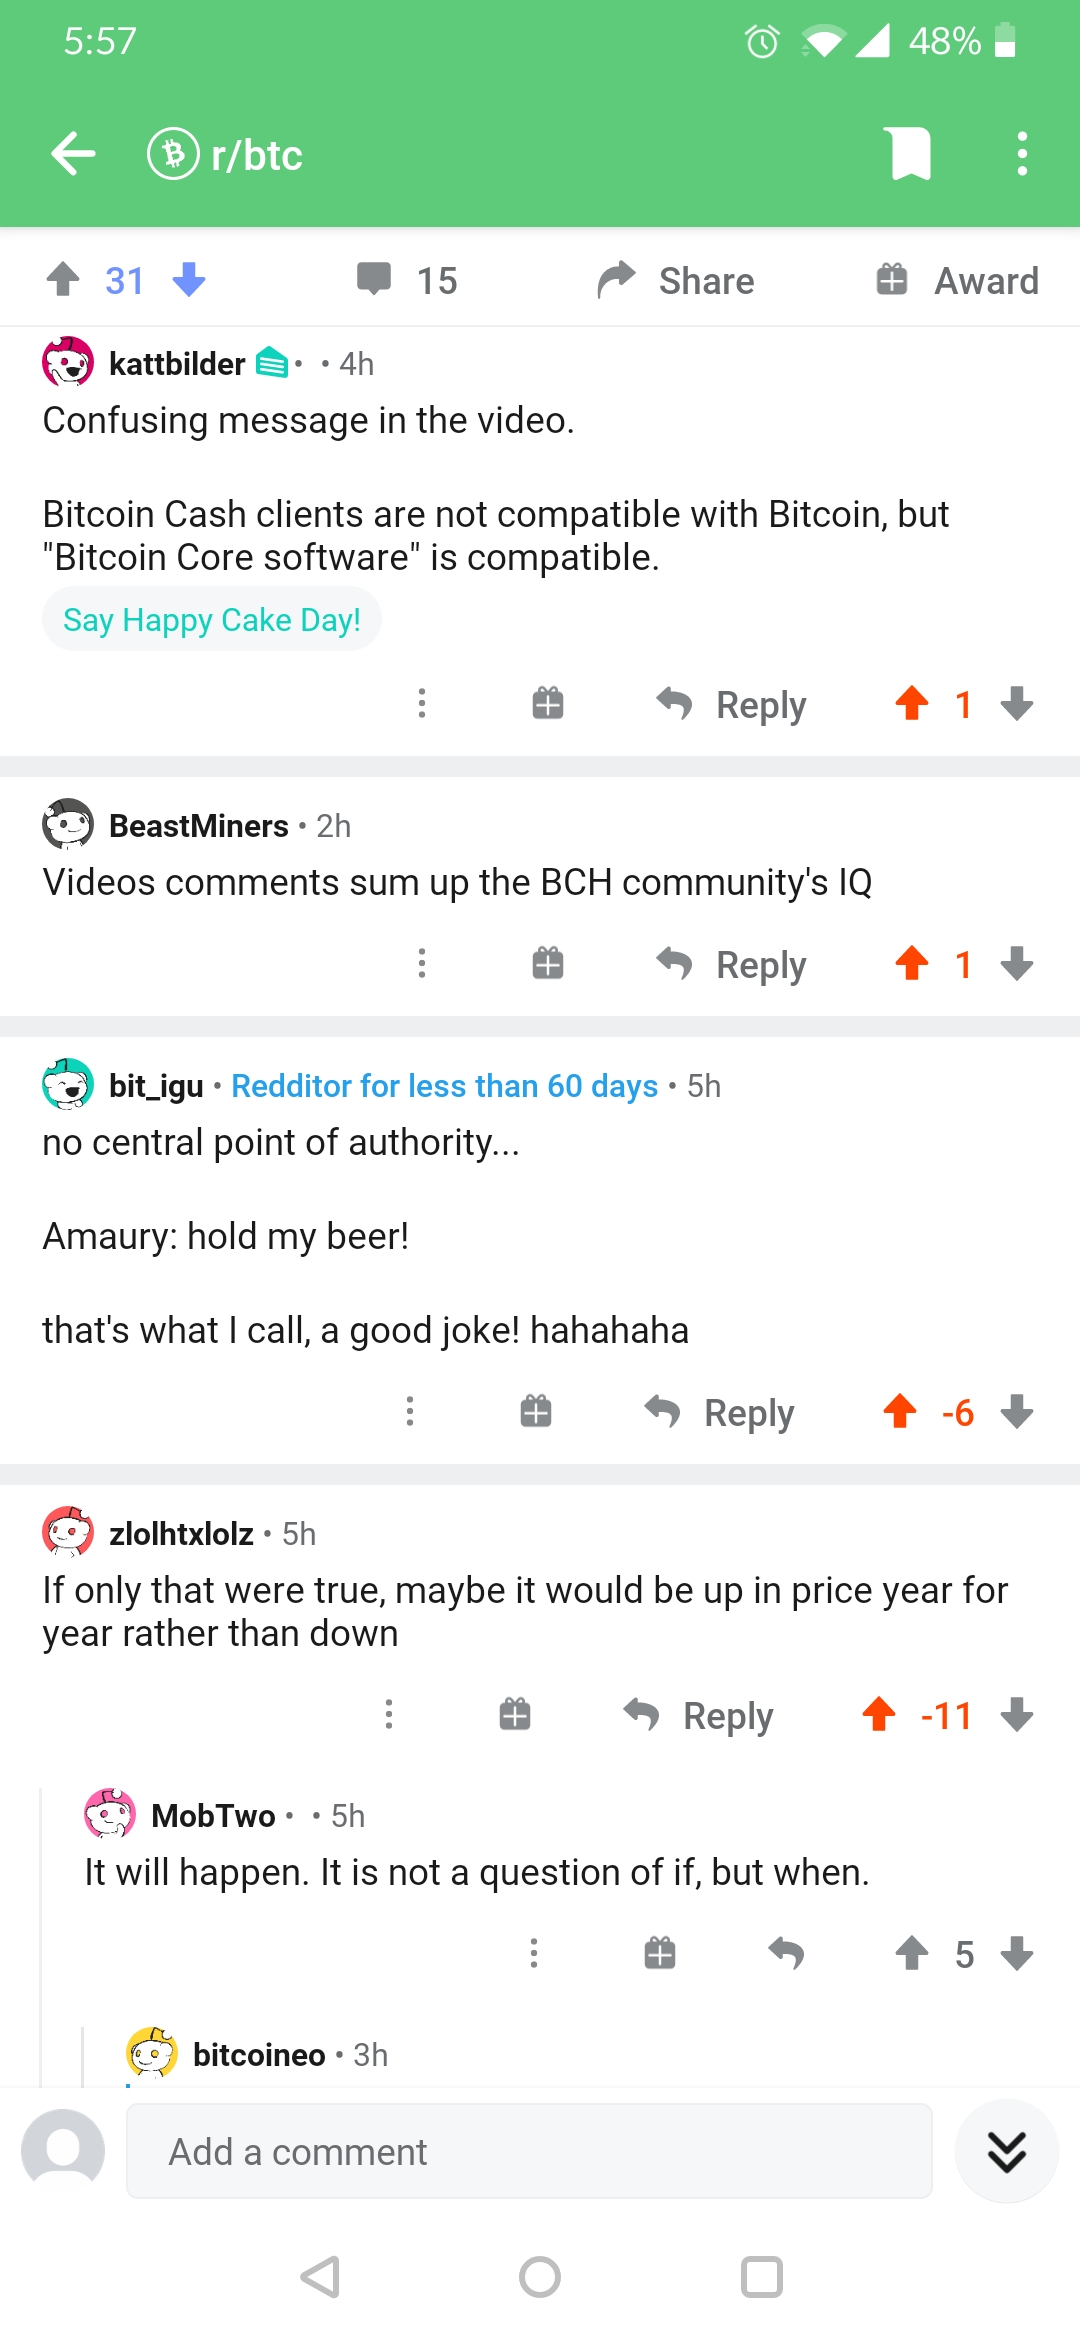 5:57 48%
r/btc
31 15 Share Award
kattbilder • • 4h
Confusing message in the video.
Bitcoin Cash clients are not compatible with Bitcoin, but
"Bitcoin Core software" is compatible.
Say Happy Cake Day!
Reply 1
BeastMiners • 2h
Videos comments sum up the BCH community's IQ
Reply 1
bit_igu • Redditor for less than 60 days • 5h
no central point of authority...
Amaury: hold my beer!
that's what I call, a good joke! hahahaha
Reply -6
zlolhtxlolz • 5h
If only that were true, maybe it would be up in price year for
year rather than down
Reply -11
MobTwo • • 5h
It will happen. It is not a question of if, but when.
5
bitcoineo • 3h
Add a comment